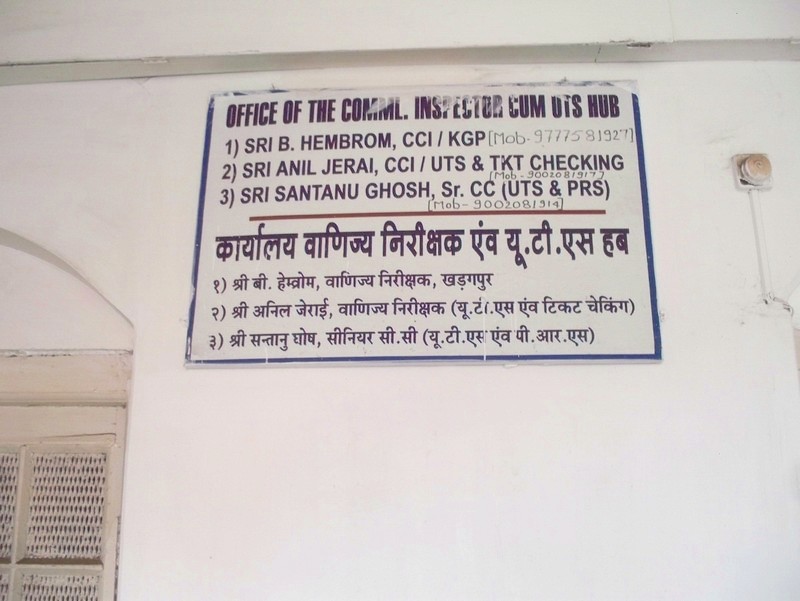 OFFICE OF THE COMML. INSPECTOR CUM UTS HUB
1) SRI B. HEMBROM, CCI / KGP [Mob-9777581927]
2) SRI ANIL JERAI, CCI / UTS & TKT CHECKING
[Mob-9002081917]
3) SRI SANTANU GHOSH, Sr. CC (UTS & PRS)
[Mob-9002081914]
कार्यालय वाणिज्य निरीक्षक एंव यू.टी.एस हब
१) श्री बी. हेम्ब्रोम, वाणिज्य निरीक्षक, खड़गपुर
२) श्री अनिल जेराई, वाणिज्य निरीक्षक (यू.टी.एस एंव टिकट चेकिंग)
३) श्री सन्तानु घोष, सीनियर सी.सी (यू.टी.एस एंव पी.आर.एस)